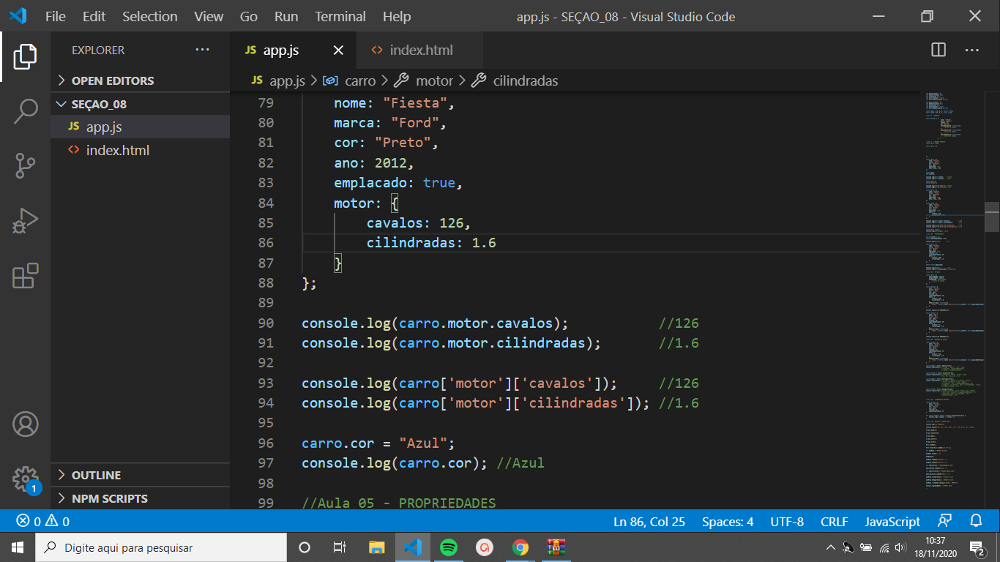 File Edit Selection View Go Run Terminal Help app.js - SEÇAO_08 - Visual Studio Code
EXPLORER
OPEN EDITORS
SEÇAO_08
JS app.js
index.html
OUTLINE
NPM SCRIPTS
1
JS app.js index.html
JS app.js carro motor cilindradas
79 nome: "Fiesta",
80 marca: "Ford",
81 cor: "Preto",
82 ano: 2012,
83 emplacado: true,
84 motor: {
85 cavalos: 126,
86 cilindradas: 1.6
87 }
88 };
89
90 console.log(carro.motor.cavalos); //126
91 console.log(carro.motor.cilindradas); //1.6
92
93 console.log(carro['motor']['cavalos']); //126
94 console.log(carro['motor']['cilindradas']); //1.6
95
96 carro.cor = "Azul";
97 console.log(carro.cor); //Azul
98
99 //Aula 05 - PROPRIEDADES
0 0 Ln 86, Col 25 Spaces: 4 UTF-8 CRLF JavaScript
Digite aqui para pesquisar
10:37
18/11/2020
2